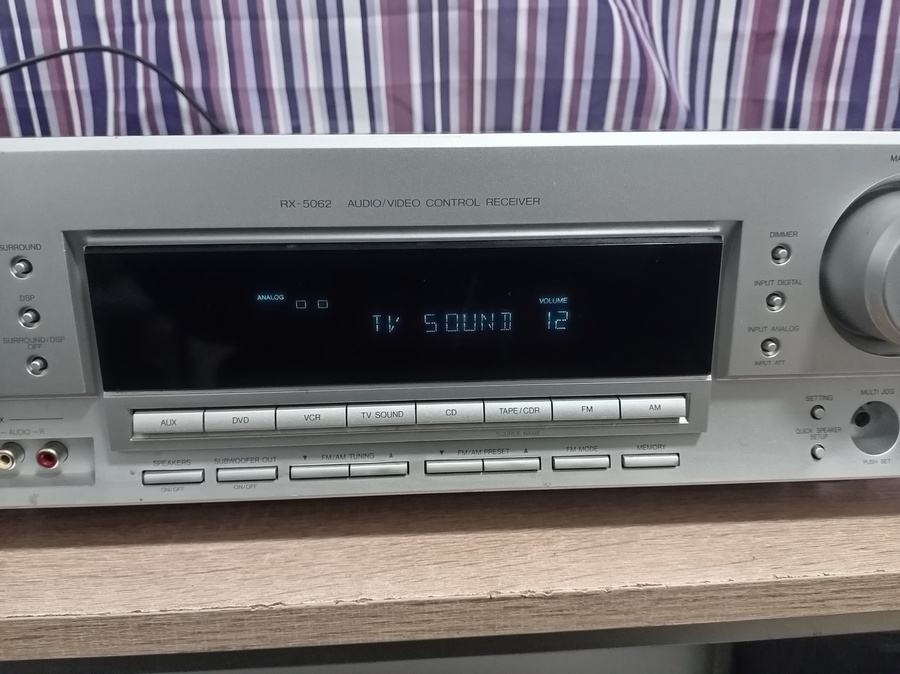 MA
RX-5062 AUDIO/VIDEO CONTROL RECEIVER
SURROUND
DSP
SURROUND/DSP
OFF
ANALOG
TV SOUND
VOLUME
12
DIMMER
INPUT DIGITAL
INPUT ANALOG
INPUT ATT
AUX DVD VCR TV SOUND CD TAPE/CDR FM AM
SOURCE NAME
SETTING
QUICK SPEAKER
SETUP
MULTI JOG
PUSH SET
AUDIO-R
SPEAKERS
ON/OFF
SUBWOOFER OUT
ON/OFF
▼ FM/AM TUNING ▲
▼ FM/AM PRESET ▲
FM MODE
MEMORY